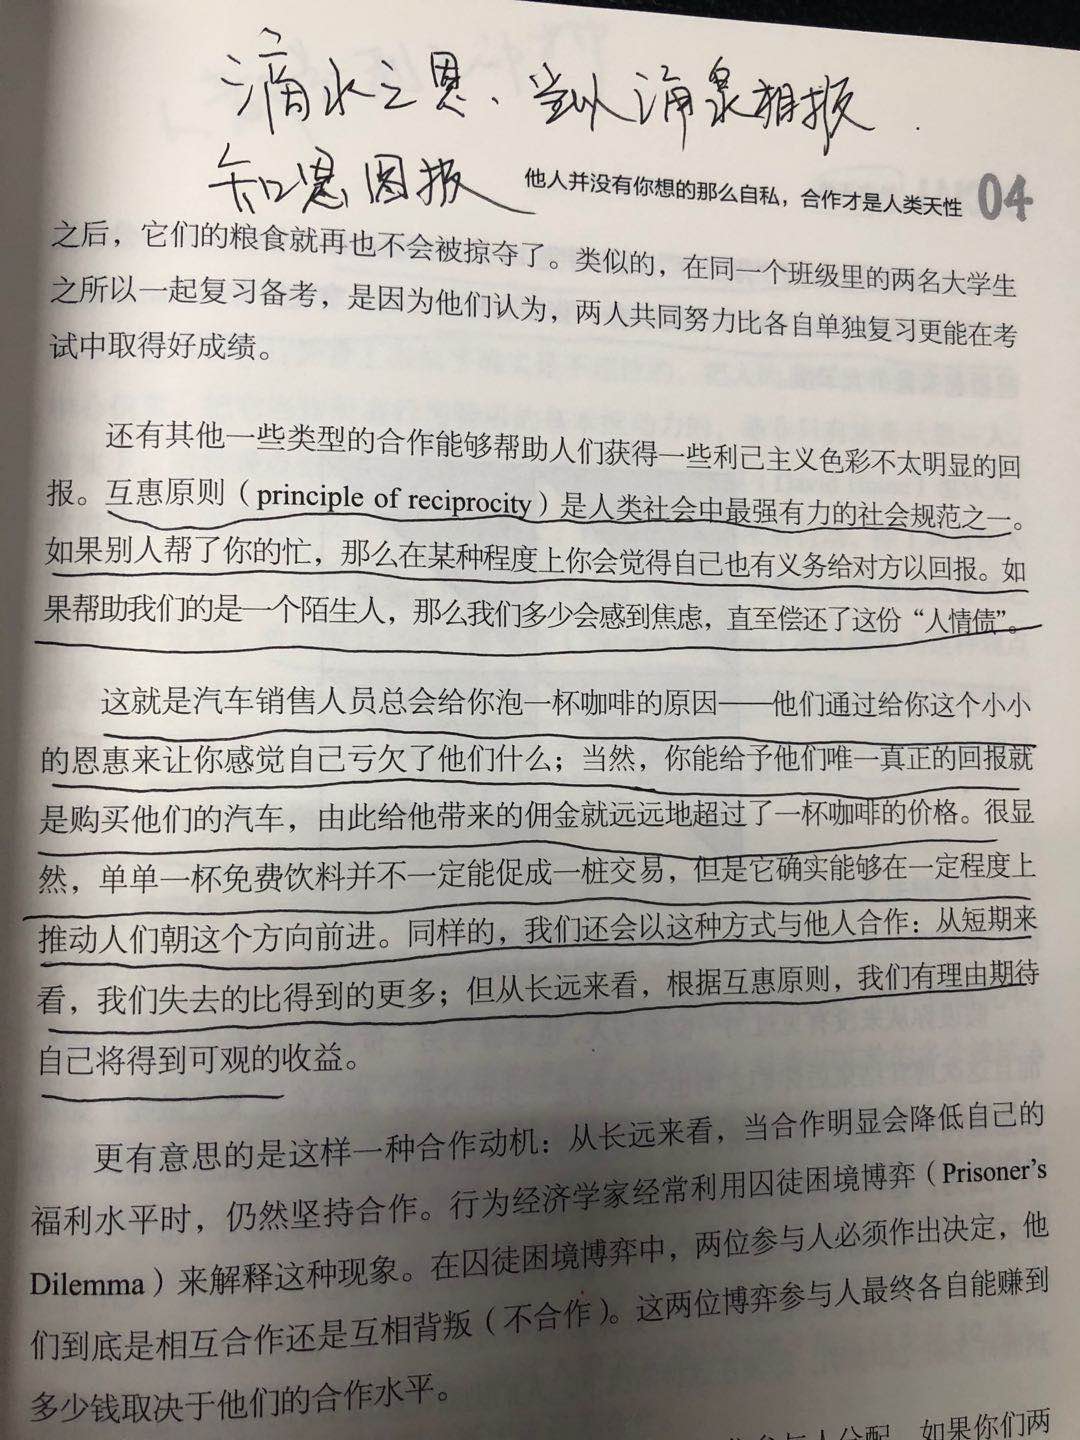 滴水之恩、当以涌泉相报.
知恩图报
他人并没有你想的那么自私，合作才是人类天性 04
之后，它们的粮食就再也不会被掠夺了。类似的，在同一个班级里的两名大学生
之所以一起复习备考，是因为他们认为，两人共同努力比各自单独复习更能在考
试中取得好成绩。
还有其他一些类型的合作能够帮助人们获得一些利己主义色彩不太明显的回
报。互惠原则（principle of reciprocity）是人类社会中最强有力的社会规范之一。
如果别人帮了你的忙，那么在某种程度上你会觉得自己也有义务给对方以回报。如
果帮助我们的是一个陌生人，那么我们多少会感到焦虑，直至偿还了这份“人情债”。
这就是汽车销售人员总会给你泡一杯咖啡的原因——他们通过给你这个小小
的恩惠来让你感觉自己亏欠了他们什么；当然，你能给予他们唯一真正的回报就
是购买他们的汽车，由此给他带来的佣金就远远地超过了一杯咖啡的价格。很显
然，单单一杯免费饮料并不一定能促成一桩交易，但是它确实能够在一定程度上
推动人们朝这个方向前进。同样的，我们还会以这种方式与他人合作：从短期来
看，我们失去的比得到的更多；但从长远来看，根据互惠原则，我们有理由期待
自己将得到可观的收益。
更有意思的是这样一种合作动机：从长远来看，当合作明显会降低自己的
福利水平时，仍然坚持合作。行为经济学家经常利用囚徒困境博弈（Prisoner’s
Dilemma）来解释这种现象。在囚徒困境博弈中，两位参与人必须作出决定，他
们到底是相互合作还是互相背叛（不合作）。这两位博弈参与人最终各自能赚到
多少钱取决于他们的合作水平。
参与人分配。如果你们两